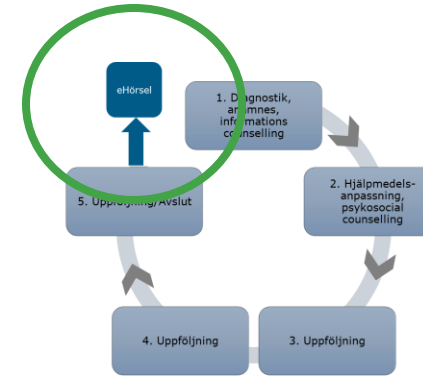 eHörsel
1. Diagnostik,
anamnes,
informations
counselling
2. Hjälpmedels-
anpassning,
psykosocial
counselling
3. Uppföljning
4. Uppföljning
5. Uppföljning/Avslut